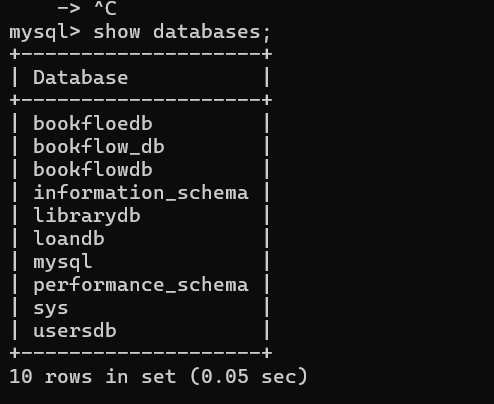 -> ^C
mysql> show databases;
+--------------------+
| Database           |
+--------------------+
| bookfloedb         |
| bookflow_db        |
| bookflowdb         |
| information_schema |
| librarydb          |
| loandb             |
| mysql              |
| performance_schema |
| sys                |
| usersdb            |
+--------------------+
10 rows in set (0.05 sec)